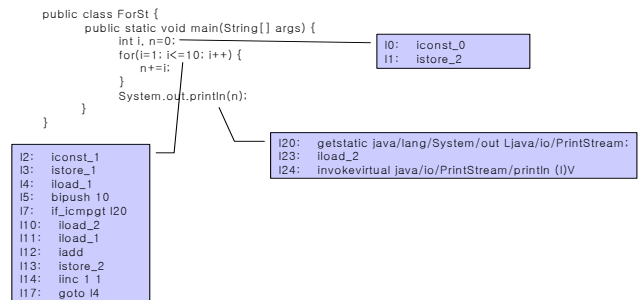 public class ForSt {
public static void main(String[] args) {
int i, n=0;
for(i=1; i<=10; i++) {
n+=i;
}
System.out.println(n);
}
}
l0: iconst_0
l1: istore_2
l20: getstatic java/lang/System/out Ljava/io/PrintStream;
l23: iload_2
l24: invokevirtual java/io/PrintStream/println (I)V
l2: iconst_1
l3: istore_1
l4: iload_1
l5: bipush 10
l7: if_icmpgt l20
l10: iload_2
l11: iload_1
l12: iadd
l13: istore_2
l14: iinc 1 1
l17: goto l4